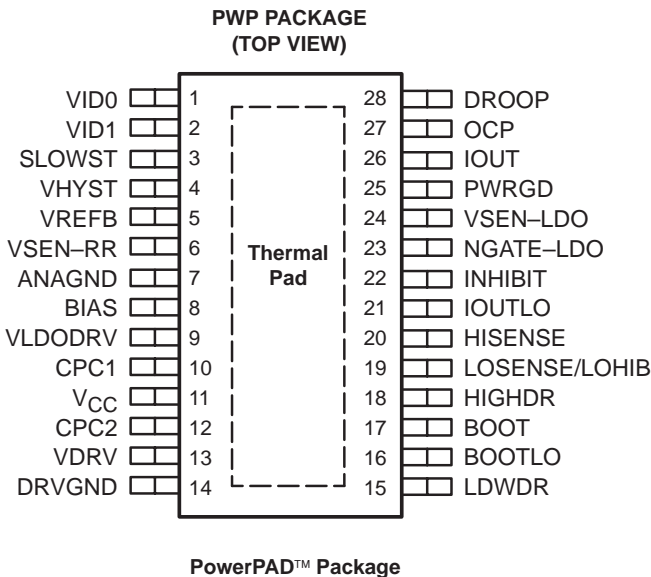 PWP PACKAGE
(TOP VIEW)
VID0 1 28 DROOP
VID1 2 27 OCP
SLOWST 3 26 IOUT
VHYST 4 25 PWRGD
VREFB 5 24 VSEN–LDO
VSEN–RR 6 23 NGATE–LDO
ANAGND 7 22 INHIBIT
BIAS 8 21 IOUTLO
VLDODRV 9 20 HISENSE
CPC1 10 19 LOSENSE/LOHIB
VCC 11 18 HIGHDR
CPC2 12 17 BOOT
VDRV 13 16 BOOTLO
DRVGND 14 15 LDWDR
Thermal
Pad
PowerPAD™ Package